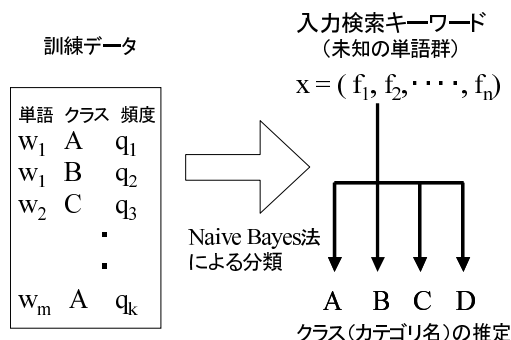 訓練データ
単語 クラス 頻度
w1 A q1
w1 B q2
w2 C q3
・
・
wm A qk
Naive Bayes法
による分類
入力検索キーワード
(未知の単語群)
x = ( f1, f2,‥‥, fn)
A B C D
クラス(カテゴリ名)の推定